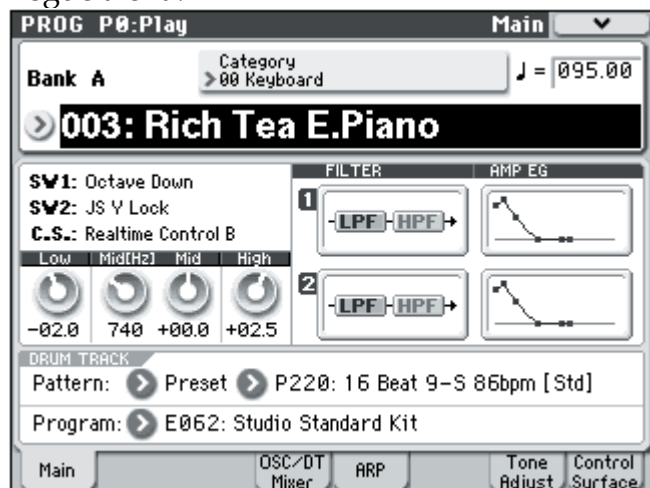 PROG P0:Play Main
Bank A
Category
00 Keyboard
♩ = 095.00
003: Rich Tea E.Piano
SW1: Octave Down
SW2: JS Y Lock
C.S.: Realtime Control B
Low Mid[Hz] Mid High
-02.0 740 +00.0 +02.5
FILTER
1
LPF HPF
2
LPF HPF
AMP EG
DRUM TRACK
Pattern: Preset P220: 16 Beat 9-S 86bpm [Std]
Program: E062: Studio Standard Kit
Main
OSC/DT
Mixer
ARP
Tone
Adjust
Control
Surface